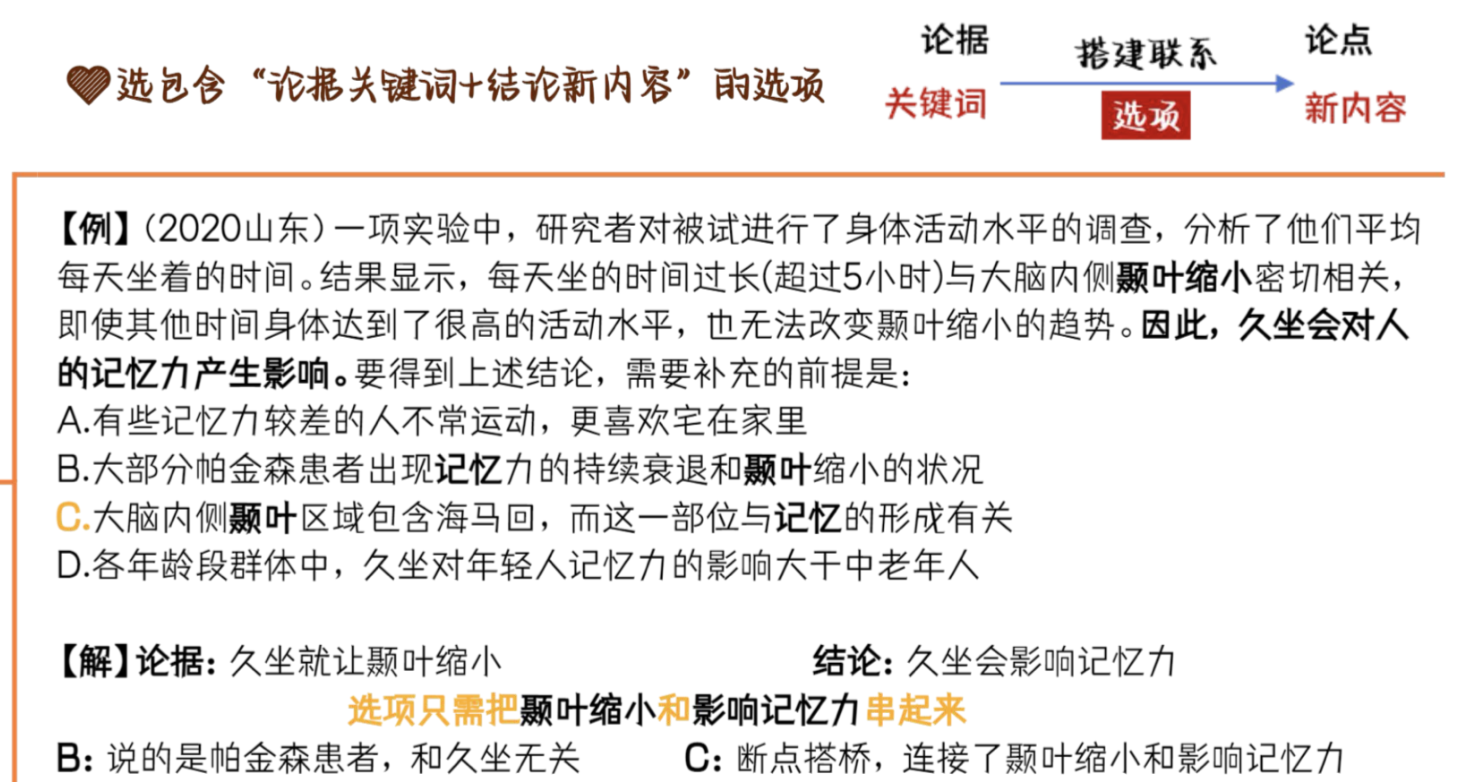 选包含“论据关键词+结论新内容”的选项
论据 搭建联系 论点
关键词 选项 新内容
【例】(2020山东)一项实验中，研究者对被试进行了身体活动水平的调查，分析了他们平均
每天坐着的时间。结果显示，每天坐的时间过长(超过5小时)与大脑内侧颞叶缩小密切相关，
即使其他时间身体达到了很高的活动水平，也无法改变颞叶缩小的趋势。因此，久坐会对人
的记忆力产生影响。要得到上述结论，需要补充的前提是：
A.有些记忆力较差的人不常运动，更喜欢宅在家里
B.大部分帕金森患者出现记忆力的持续衰退和颞叶缩小的状况
C.大脑内侧颞叶区域包含海马回，而这一部位与记忆的形成有关
D.各年龄段群体中，久坐对年轻人记忆力的影响大干中老年人
【解】论据：久坐就让颞叶缩小 结论：久坐会影响记忆力
选项只需把颞叶缩小和影响记忆力串起来
B：说的是帕金森患者，和久坐无关 C：断点搭桥，连接了颞叶缩小和影响记忆力